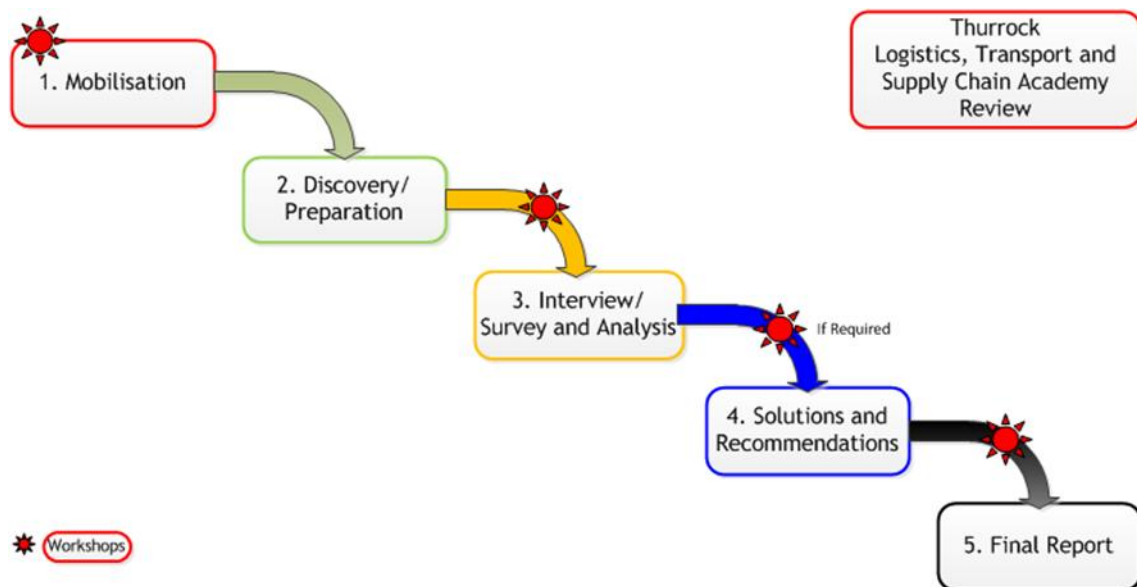 Thurrock
Logistics, Transport and
Supply Chain Academy
Review
1. Mobilisation
2. Discovery/
Preparation
3. Interview/
Survey and Analysis
If Required
4. Solutions and
Recommendations
5. Final Report
Workshops